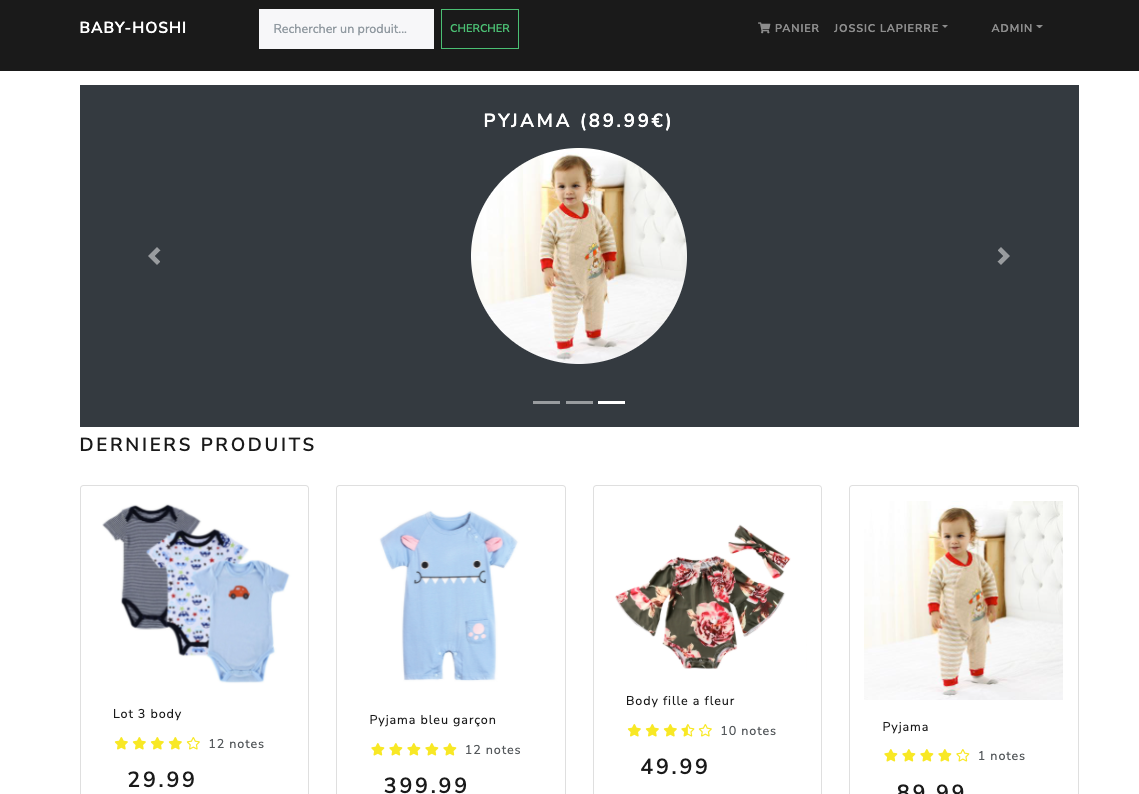 BABY-HOSHI
Rechercher un produit...
CHERCHER
PANIER
JOSSIC LAPIERRE
ADMIN
PYJAMA (89.99€)
DERNIERS PRODUITS
Lot 3 body
12 notes
29.99
Pyjama bleu garçon
12 notes
399.99
Body fille a fleur
10 notes
49.99
Pyjama
1 notes
89.99